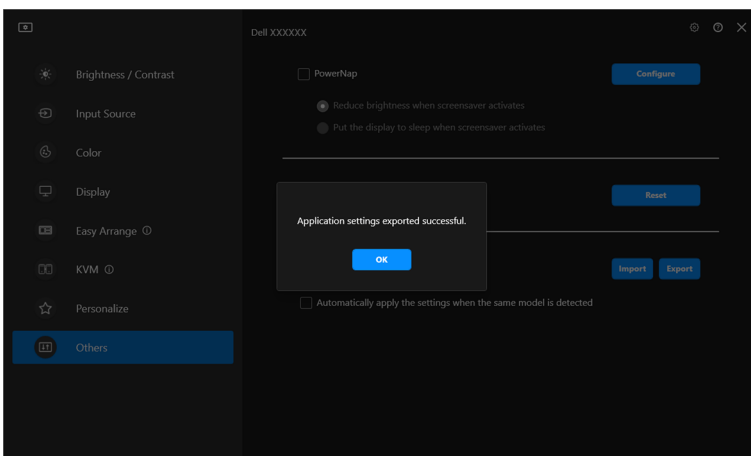 Dell XXXXXX
Brightness / Contrast
Input Source
Color
Display
Easy Arrange
KVM
Personalize
Others
PowerNap
Configure
Reduce brightness when screensaver activates
Put the display to sleep when screensaver activates
Reset
Application settings exported successful.
OK
Import
Export
Automatically apply the settings when the same model is detected